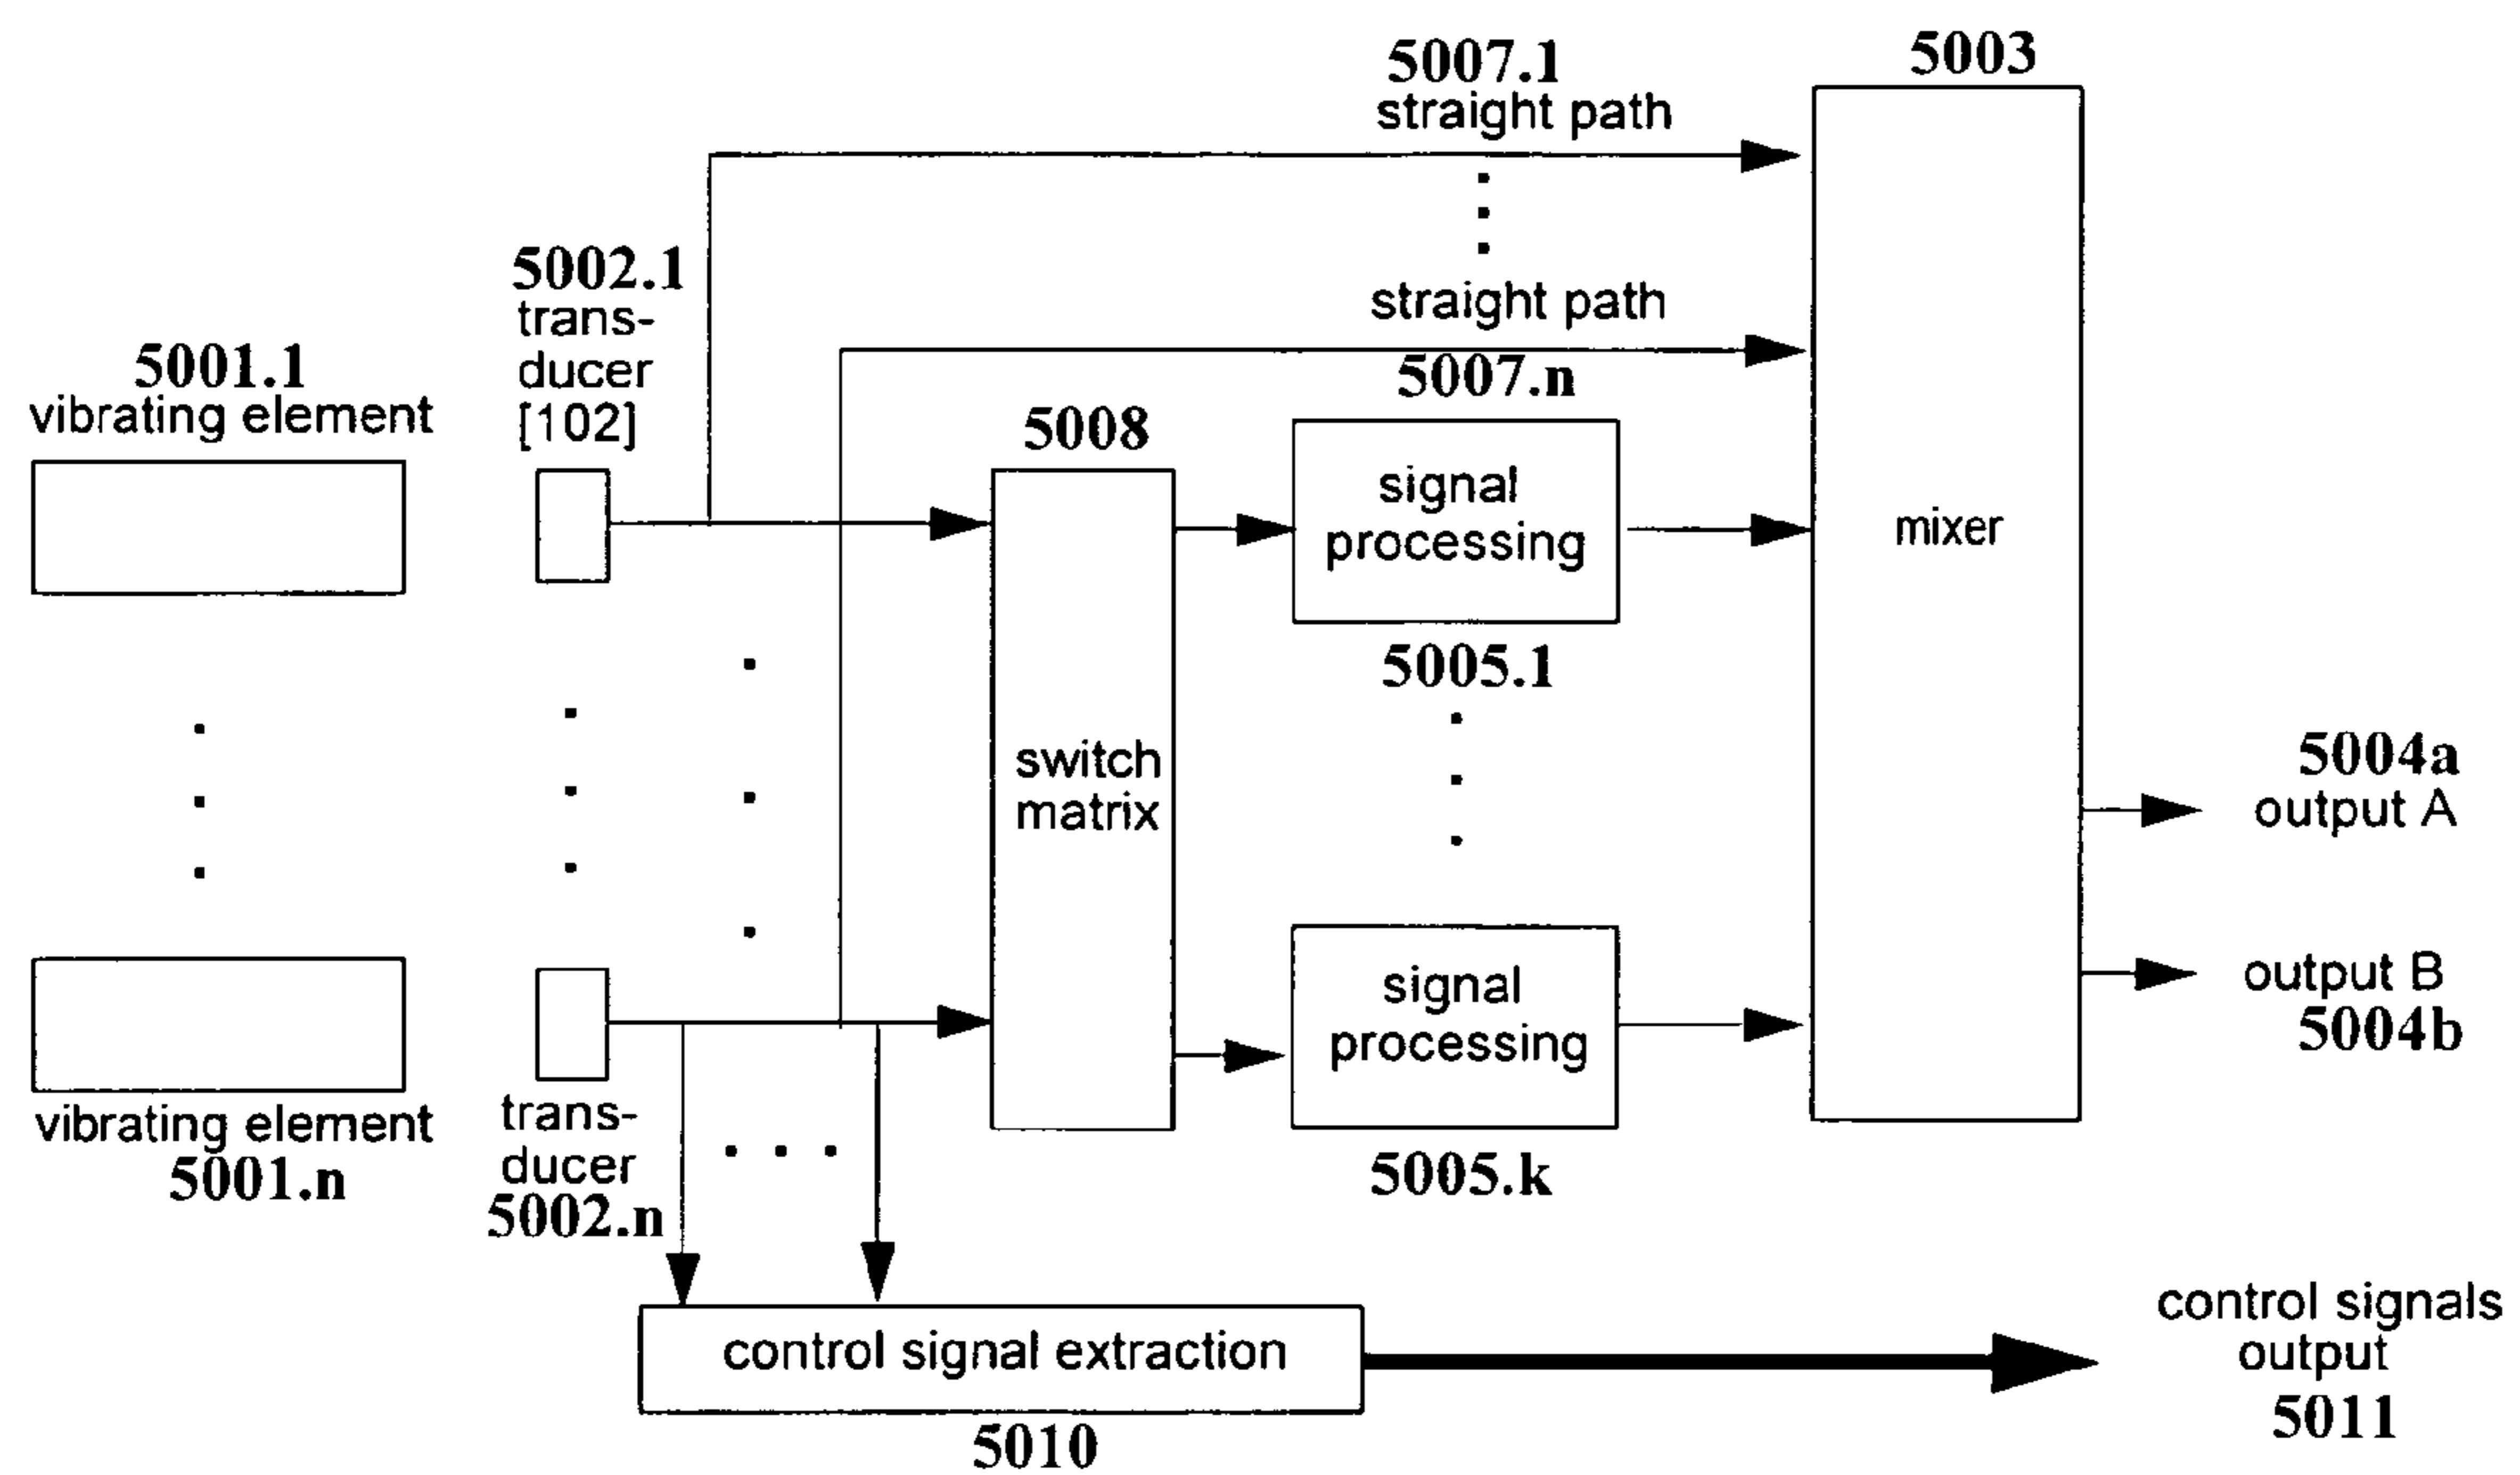 5007.1
straight path
5003
5002.1
trans-
ducer
[102]
straight path
5007.n
5001.1
vibrating element
5008
signal
processing
mixer
5005.1
switch
matrix
5004a
output A
output B
5004b
signal
processing
vibrating element
5001.n
trans-
ducer
5002.n
5005.k
control signal extraction
5010
control signals
output
5011